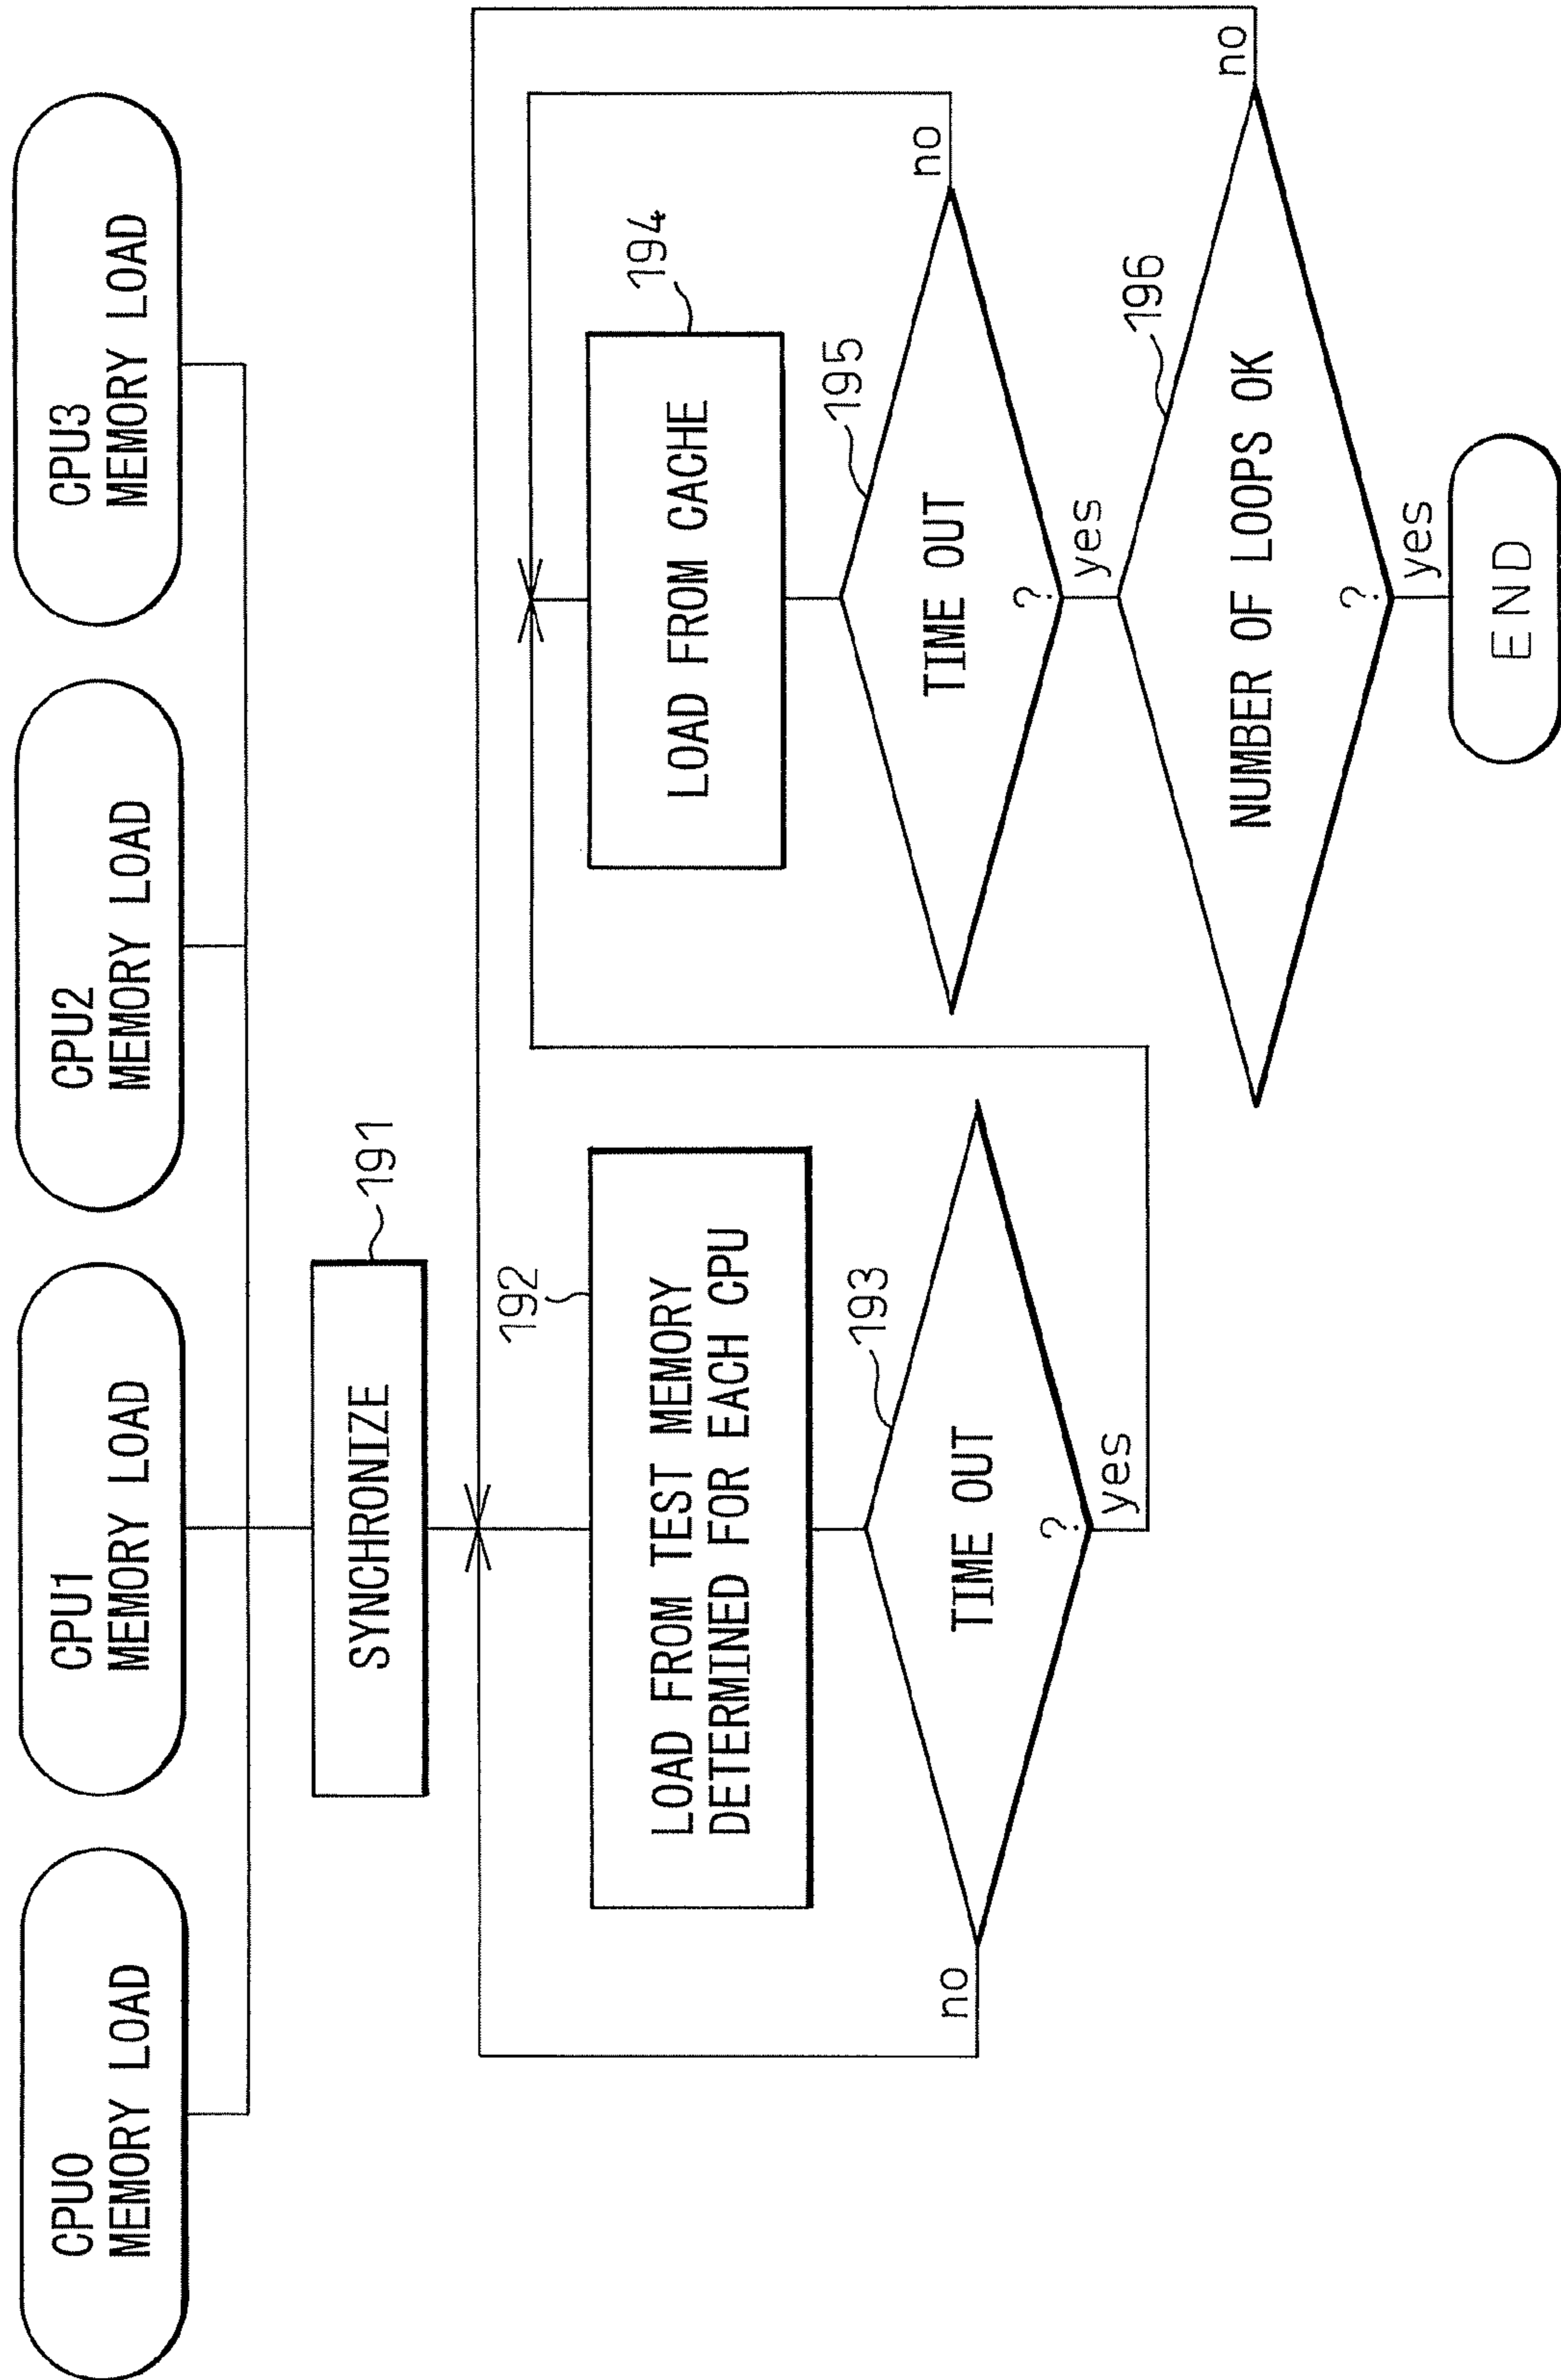 CPU0
MEMORY LOAD
CPU1
MEMORY LOAD
CPU2
MEMORY LOAD
CPU3
MEMORY LOAD
SYNCHRONIZE
191
192
LOAD FROM TEST MEMORY
DETERMINED FOR EACH CPU
193
TIME OUT
?
no
yes
194
LOAD FROM CACHE
195
TIME OUT
?
no
yes
196
NUMBER OF LOOPS OK
?
no
yes
END